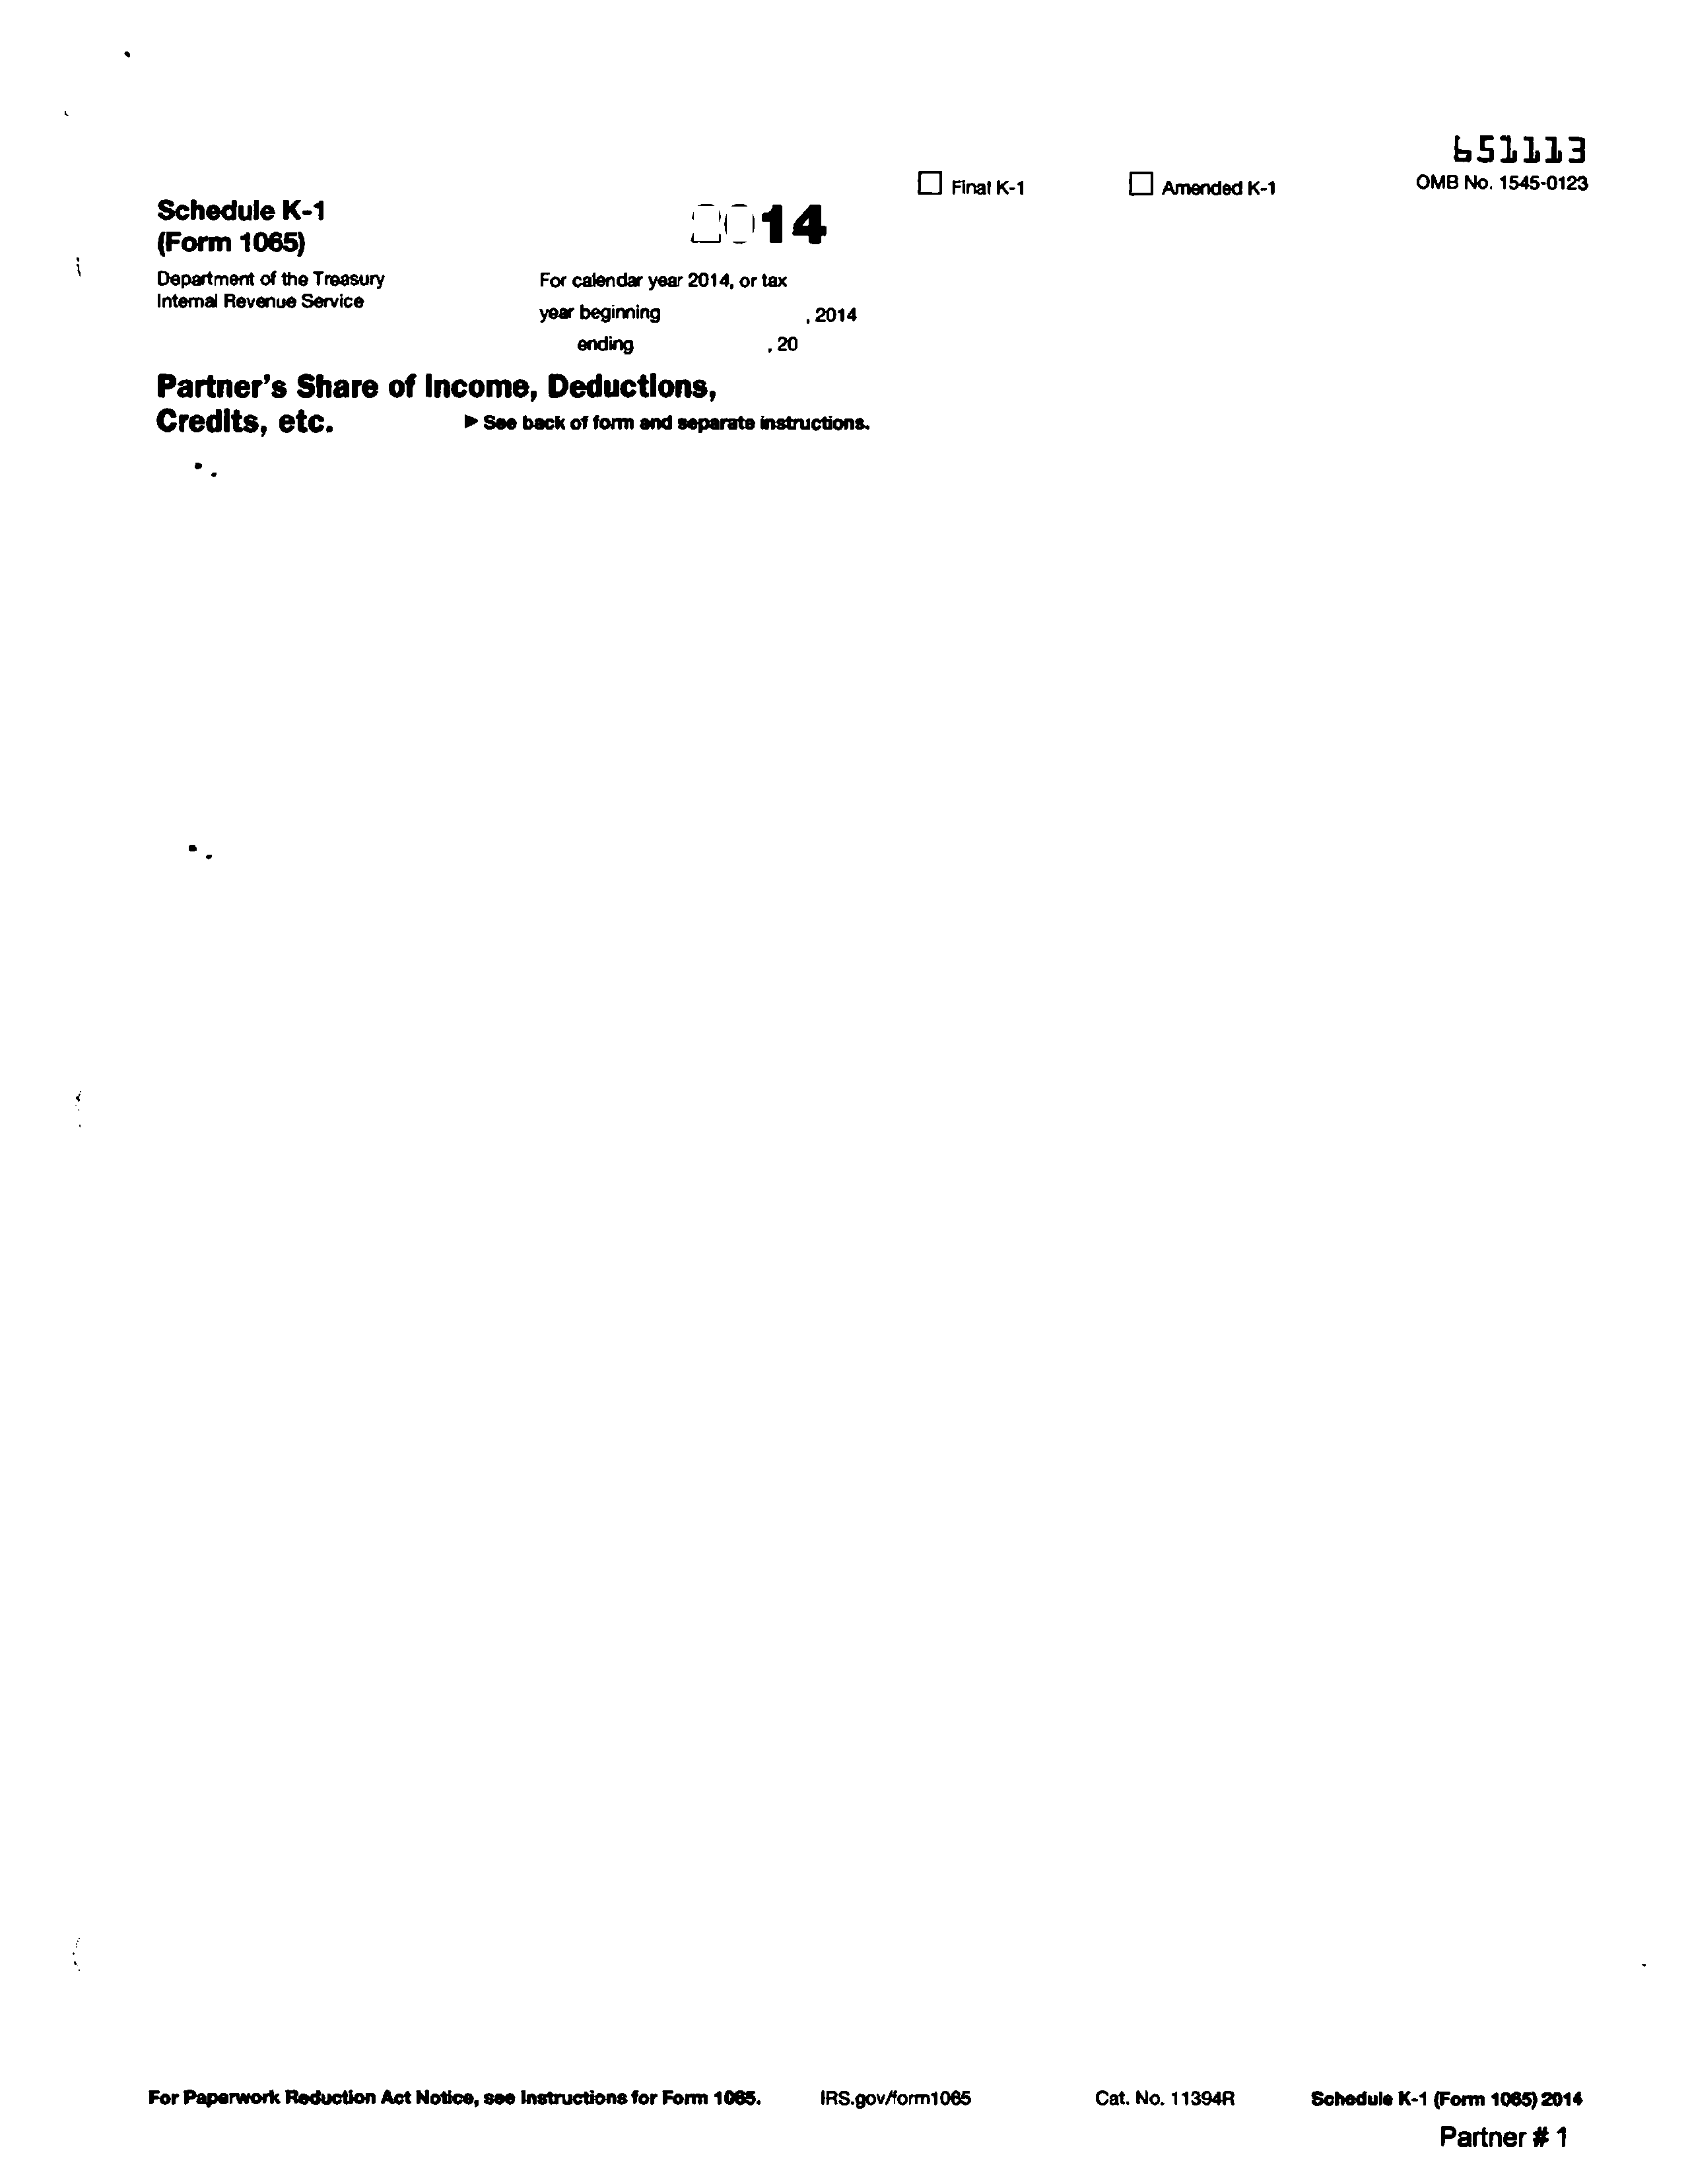 651113
Final K-1
Amended K-1
OMB No. 1545-0123
Schedule K-1
(Form 1065)
2014
Department of the Treasury
Internal Revenue Service
For calendar year 2014, or tax
year beginning , 2014
ending , 20
Partner's Share of Income, Deductions,
Credits, etc.
► See back of form and separate instructions.
For Paperwork Reduction Act Notice, see Instructions for Form 1065. IRS.gov/form1065 Cat. No. 11394R Schedule K-1 (Form 1065) 2014
Partner # 1